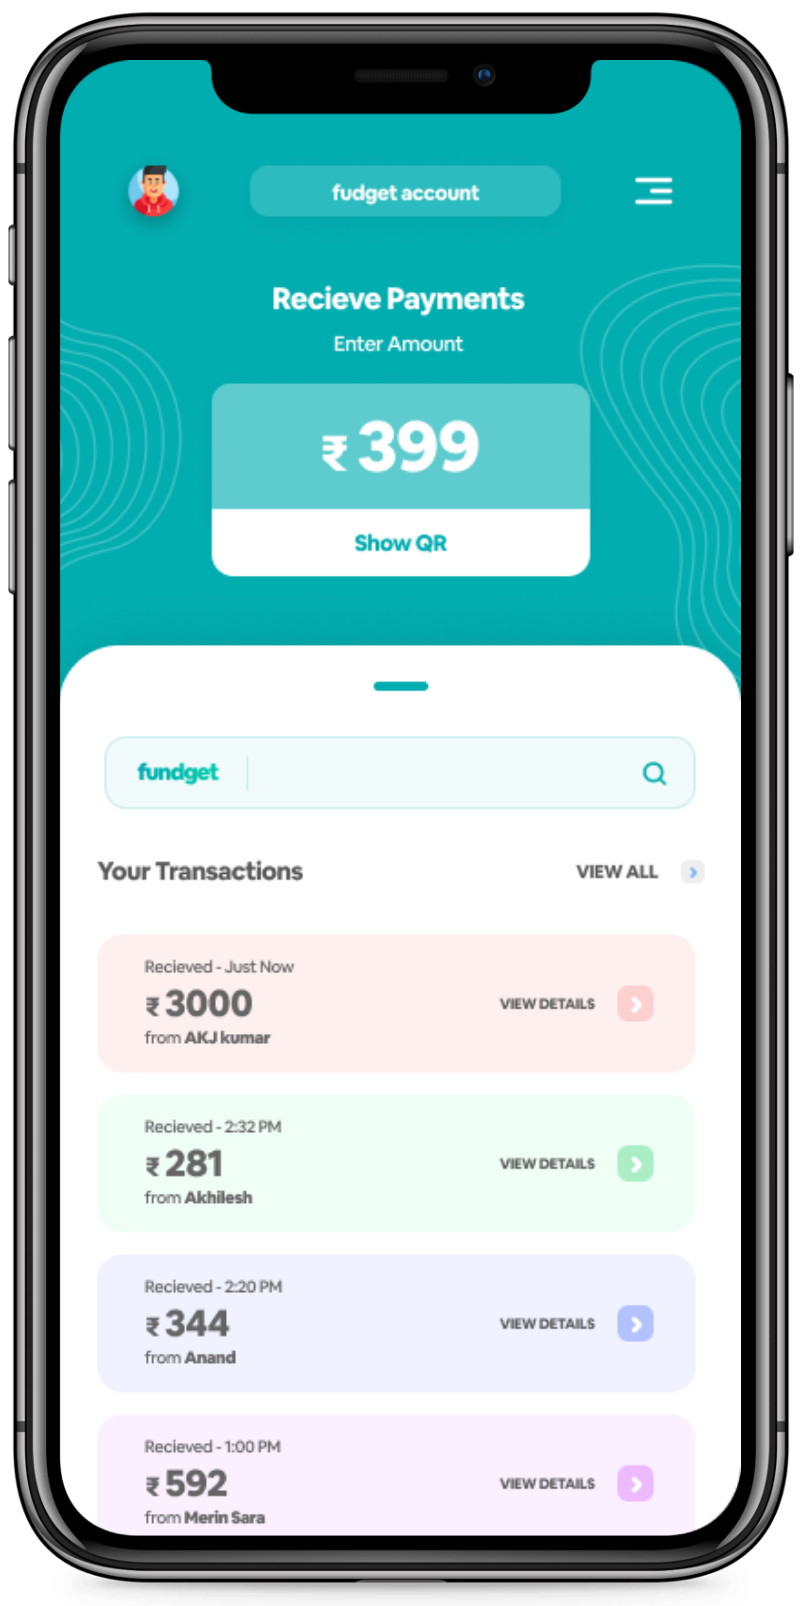 fudget account
Recieve Payments
Enter Amount
₹ 399
Show QR
fundget
Your Transactions
VIEW ALL
Recieved - Just Now
₹ 3000
VIEW DETAILS
from AKJ kumar
Recieved - 2:32 PM
₹ 281
VIEW DETAILS
from Akhilesh
Recieved - 2:20 PM
₹ 344
VIEW DETAILS
from Anand
Recieved - 1:00 PM
₹ 592
VIEW DETAILS
from Merin Sara